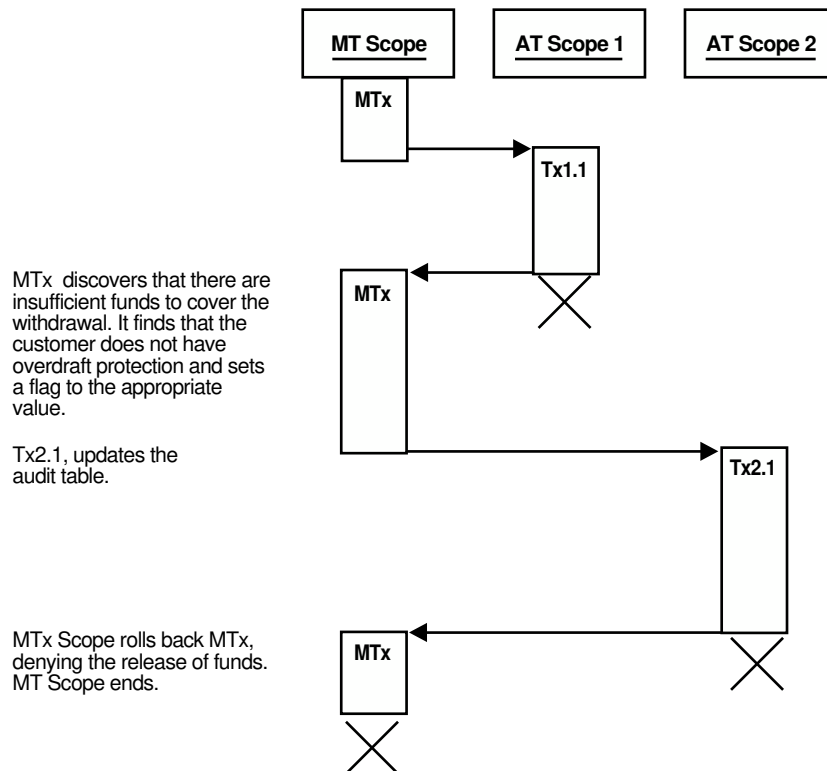 MT Scope
AT Scope 1
AT Scope 2
MTx
Tx1.1
MTx discovers that there are
insufficient funds to cover the
withdrawal. It finds that the
customer does not have
overdraft protection and sets
a flag to the appropriate
value.
MTx
Tx2.1, updates the
audit table.
Tx2.1
MTx Scope rolls back MTx,
denying the release of funds.
MT Scope ends.
MTx